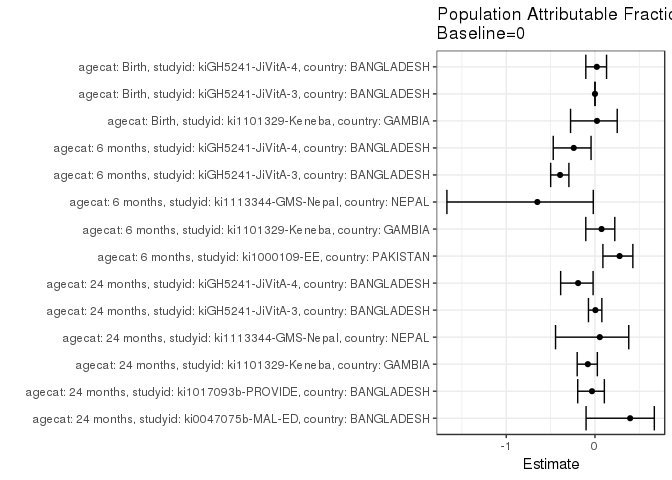 Population Attributable Fractio
Baseline=0
agecat: Birth, studyid: kiGH5241-JiVitA-4, country: BANGLADESH
agecat: Birth, studyid: kiGH5241-JiVitA-3, country: BANGLADESH
agecat: Birth, studyid: ki1101329-Keneba, country: GAMBIA
agecat: 6 months, studyid: kiGH5241-JiVitA-4, country: BANGLADESH
agecat: 6 months, studyid: kiGH5241-JiVitA-3, country: BANGLADESH
agecat: 6 months, studyid: ki1113344-GMS-Nepal, country: NEPAL
agecat: 6 months, studyid: ki1101329-Keneba, country: GAMBIA
agecat: 6 months, studyid: ki1000109-EE, country: PAKISTAN
agecat: 24 months, studyid: kiGH5241-JiVitA-4, country: BANGLADESH
agecat: 24 months, studyid: kiGH5241-JiVitA-3, country: BANGLADESH
agecat: 24 months, studyid: ki1113344-GMS-Nepal, country: NEPAL
agecat: 24 months, studyid: ki1101329-Keneba, country: GAMBIA
agecat: 24 months, studyid: ki1017093b-PROVIDE, country: BANGLADESH
agecat: 24 months, studyid: ki0047075b-MAL-ED, country: BANGLADESH
-1 0
Estimate